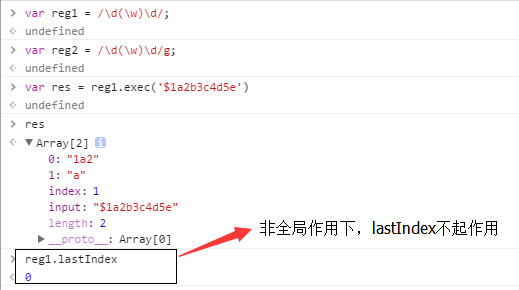 > var reg1 = /\d(\w)\d/;
< undefined
> var reg2 = /\d(\w)\d/g;
< undefined
> var res = reg1.exec('$1a2b3c4d5e')
< undefined
> res
< ▼Array[2] i
0: "1a2"
1: "a"
index: 1
input: "$1a2b3c4d5e"
length: 2
▶__proto__: Array[0]
> reg1.lastIndex
< 0
非全局作用下，lastIndex不起作用